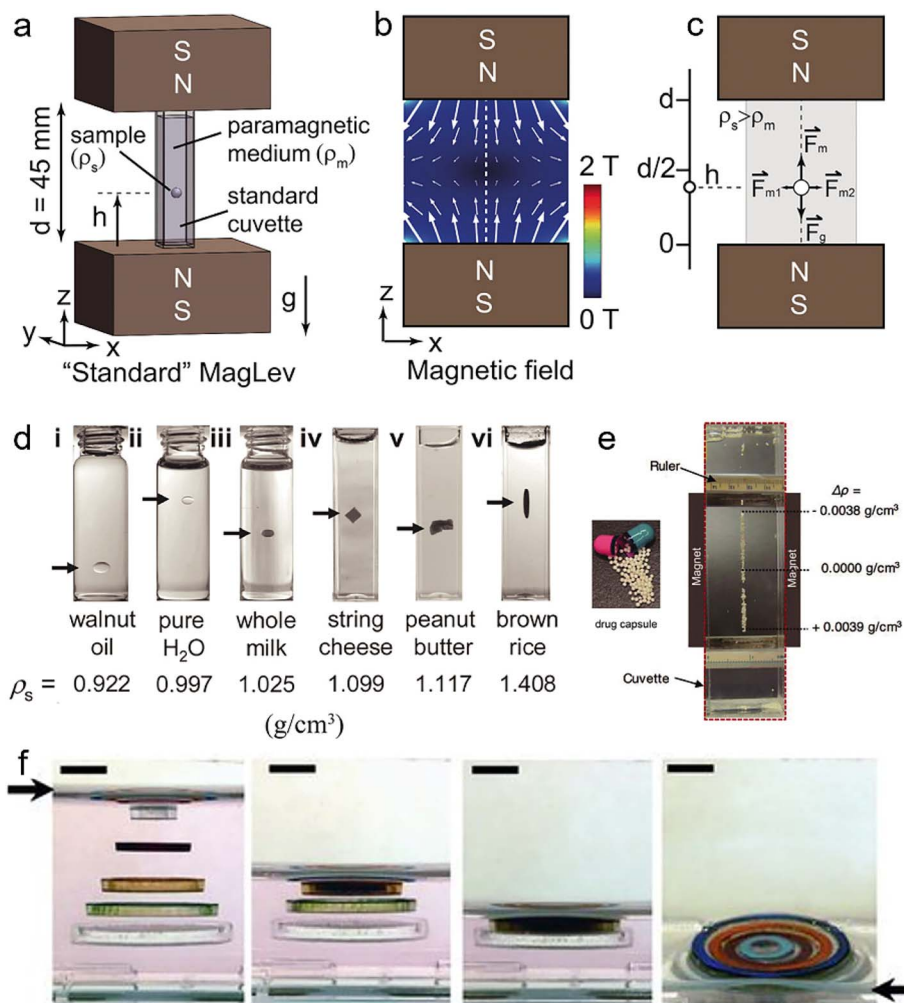 a
S
N
d = 45 mm
sample
(ρs)
paramagnetic
medium (ρm)
h
standard
cuvette
N
S
z
y
x
g
"Standard" MagLev
b
S
N
2 T
0 T
N
S
z
x
Magnetic field
c
S
N
d
d/2
h
0
ρs>ρm
Fm
Fm1
Fm2
Fg
N
S
d
i
ii
iii
iv
v
vi
walnut
oil
pure
H₂O
whole
milk
string
cheese
peanut
butter
brown
rice
ρs = 0.922 0.997 1.025 1.099 1.117 1.408
(g/cm³)
e
drug capsule
Ruler
Magnet
Magnet
Cuvette
Δρ =
- 0.0038 g/cm³
0.0000 g/cm³
+ 0.0039 g/cm³
f